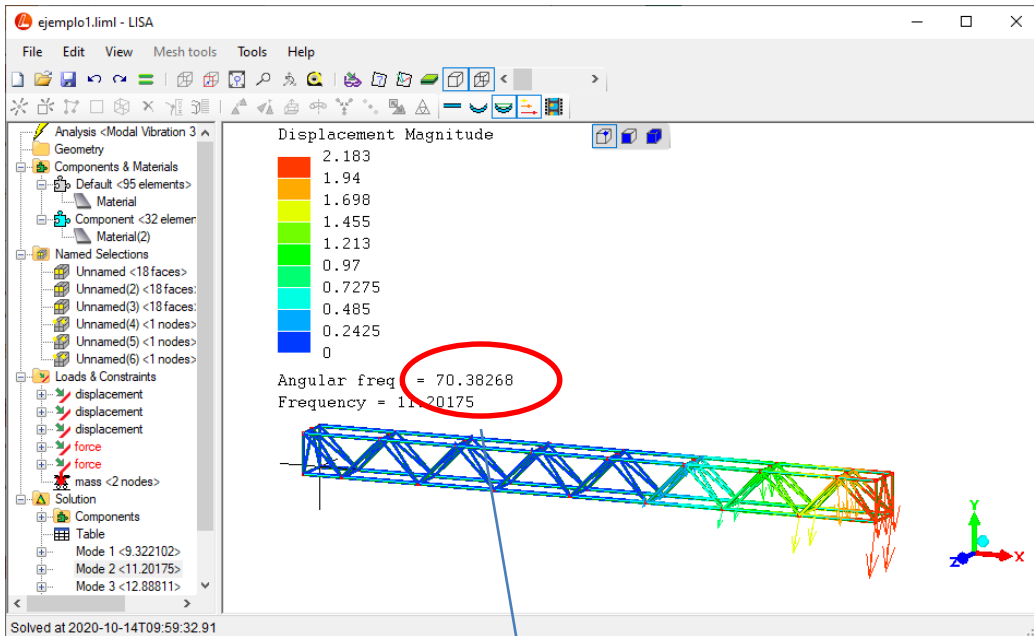 ejemplo1.liml - LISA
File Edit View Mesh tools Tools Help
Analysis <Modal Vibration 3
Geometry
Components & Materials
Default <95 elements>
Material
Component <32 elemen
Material(2)
Named Selections
Unnamed <18 faces>
Unnamed(2) <18 faces:
Unnamed(3) <18 faces:
Unnamed(4) <1 nodes>
Unnamed(5) <1 nodes>
Unnamed(6) <1 nodes>
Loads & Constraints
displacement
displacement
displacement
force
force
mass <2 nodes>
Solution
Components
Table
Mode 1 <9.322102>
Mode 2 <11.20175>
Mode 3 <12.88811>
Displacement Magnitude
2.183
1.94
1.698
1.455
1.213
0.97
0.7275
0.485
0.2425
0
Angular freq = 70.38268
Frequency = 11.20175
Y
Z X
Solved at 2020-10-14T09:59:32.91